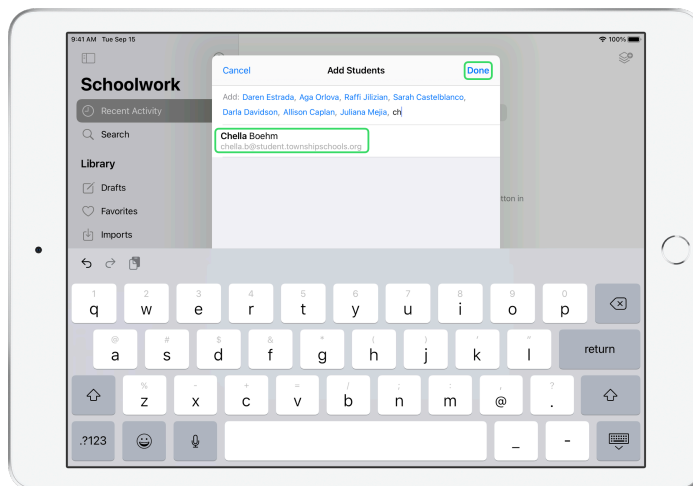 9:41 AM Tue Sep 15
100%
Cancel
Add Students
Done
Schoolwork
Add: Daren Estrada, Aga Orlova, Raffi Jilizian, Sarah Castelblanco,
Darla Davidson, Allison Caplan, Juliana Mejia, ch
Recent Activity
Chella Boehm
chella.b@student.townshipschools.org
Search
Library
Drafts
Favorites
Imports
tton in
1 2 3 4 5 6 7 8 9 0
q w e r t y u i o p
@ # $ & * ( ) ' "
a s d f g h j k l return
% - + = / ; : , ?
z x c v b n m @ .
.?123 _ -